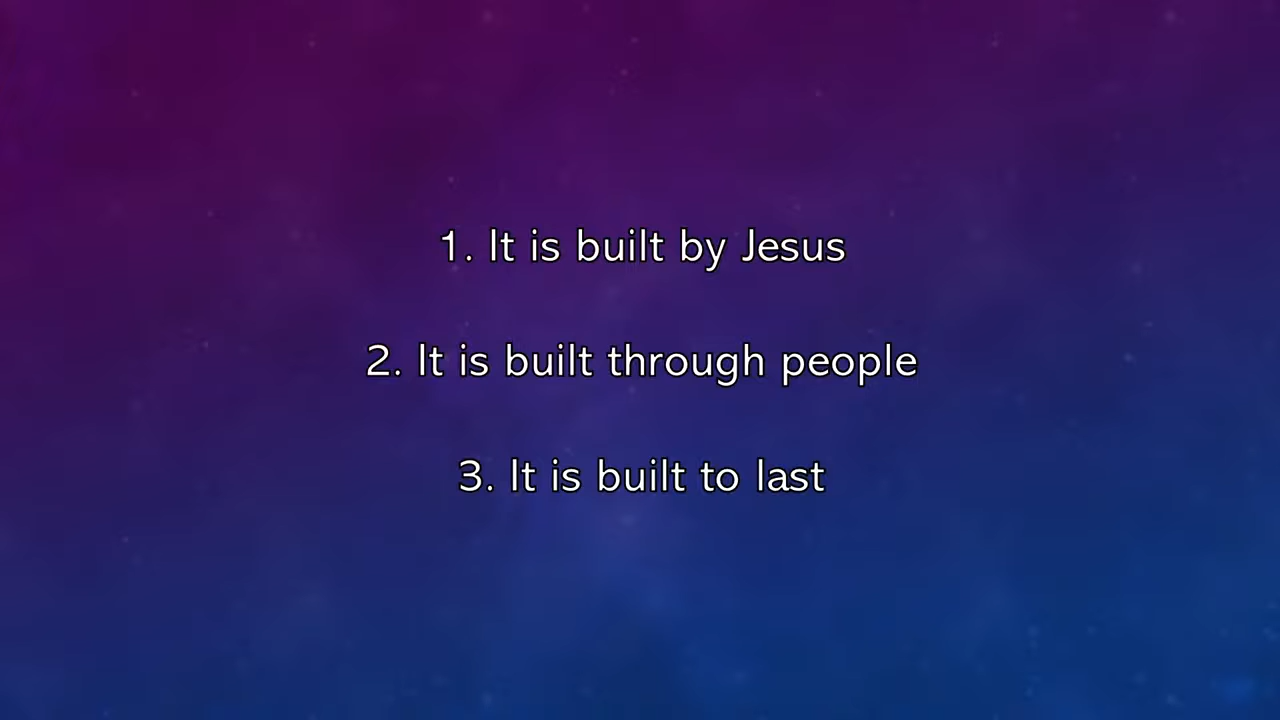 1. It is built by Jesus
2. It is built through people
3. It is built to last